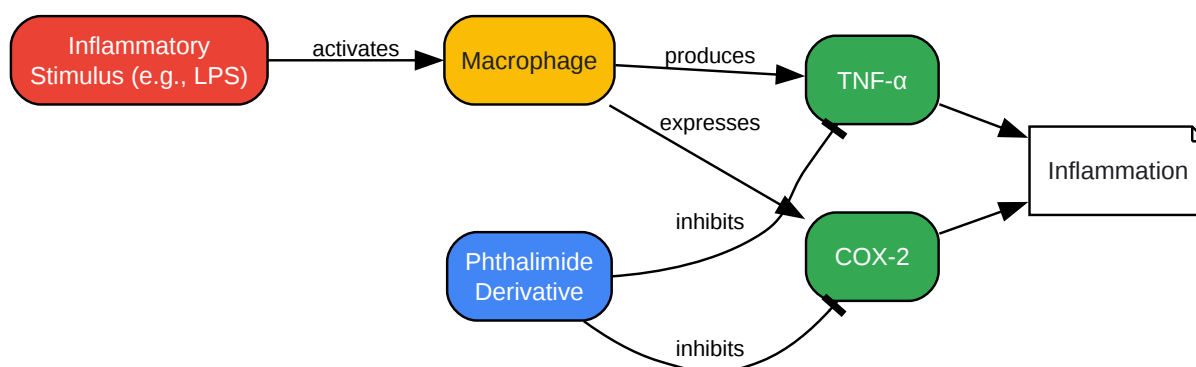 Inflammatory
Stimulus (e.g., LPS)
activates
Macrophage
produces
TNF-α
expresses
Inflammation
inhibits
Phthalimide
Derivative
COX-2
inhibits